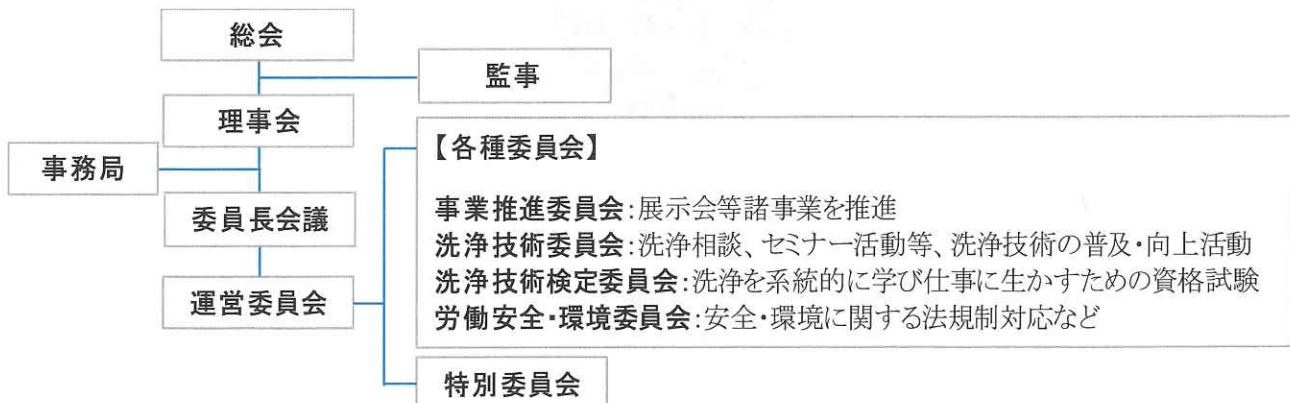 総会
監事
理事会
事務局
委員長会議
運営委員会
【各種委員会】
事業推進委員会:展示会等諸事業を推進
洗浄技術委員会:洗浄相談、セミナー活動等、洗浄技術の普及・向上活動
洗浄技術検定委員会:洗浄を系統的に学び仕事に生かすための資格試験
労働安全・環境委員会:安全・環境に関する法規制対応など
特別委員会